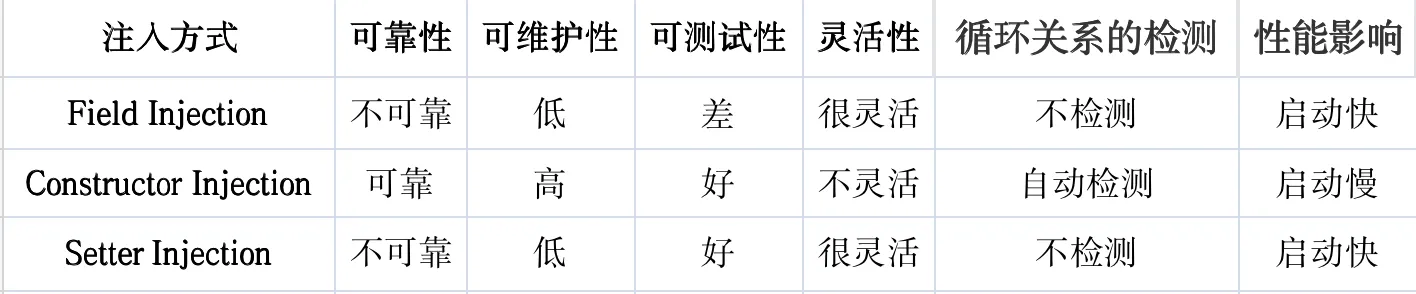 注入方式 可靠性 可维护性 可测试性 灵活性 循环关系的检测 性能影响
Field Injection 不可靠 低 差 很灵活 不检测 启动快
Constructor Injection 可靠 高 好 不灵活 自动检测 启动慢
Setter Injection 不可靠 低 好 很灵活 不检测 启动快